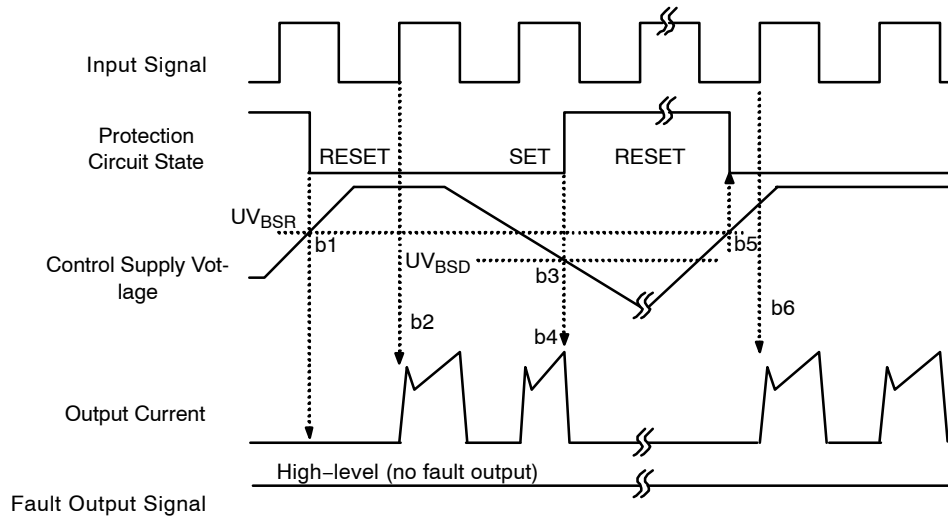 Input Signal
Protection
Circuit State
RESET
SET
RESET
UVBSR
b1
b5
Control Supply Vot-
lage
UVBSD
b3
b2
b4
b6
Output Current
High−level (no fault output)
Fault Output Signal